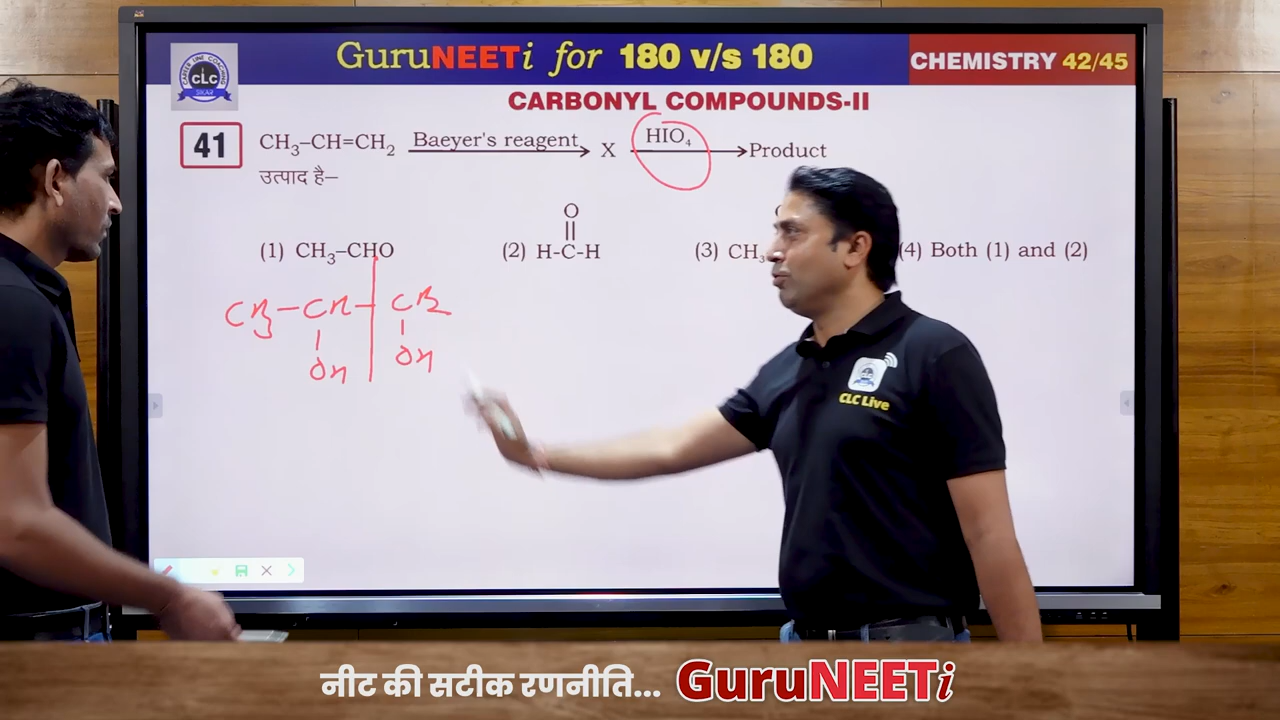 GuruNEETi for 180 v/s 180
CHEMISTRY 42/45
CLC
SIKAR
CARBONYL COMPOUNDS-II
41 CH₃–CH=CH₂ Baeyer's reagent X HIO₄ Product
उत्पाद है–
(1) CH₃–CHO (2) H-C-H (3) CH₃ (4) Both (1) and (2)
O
CH₃–CH–CH₂
OH OH
CLC Live
नीट की सटीक रणनीति... GuruNEETi